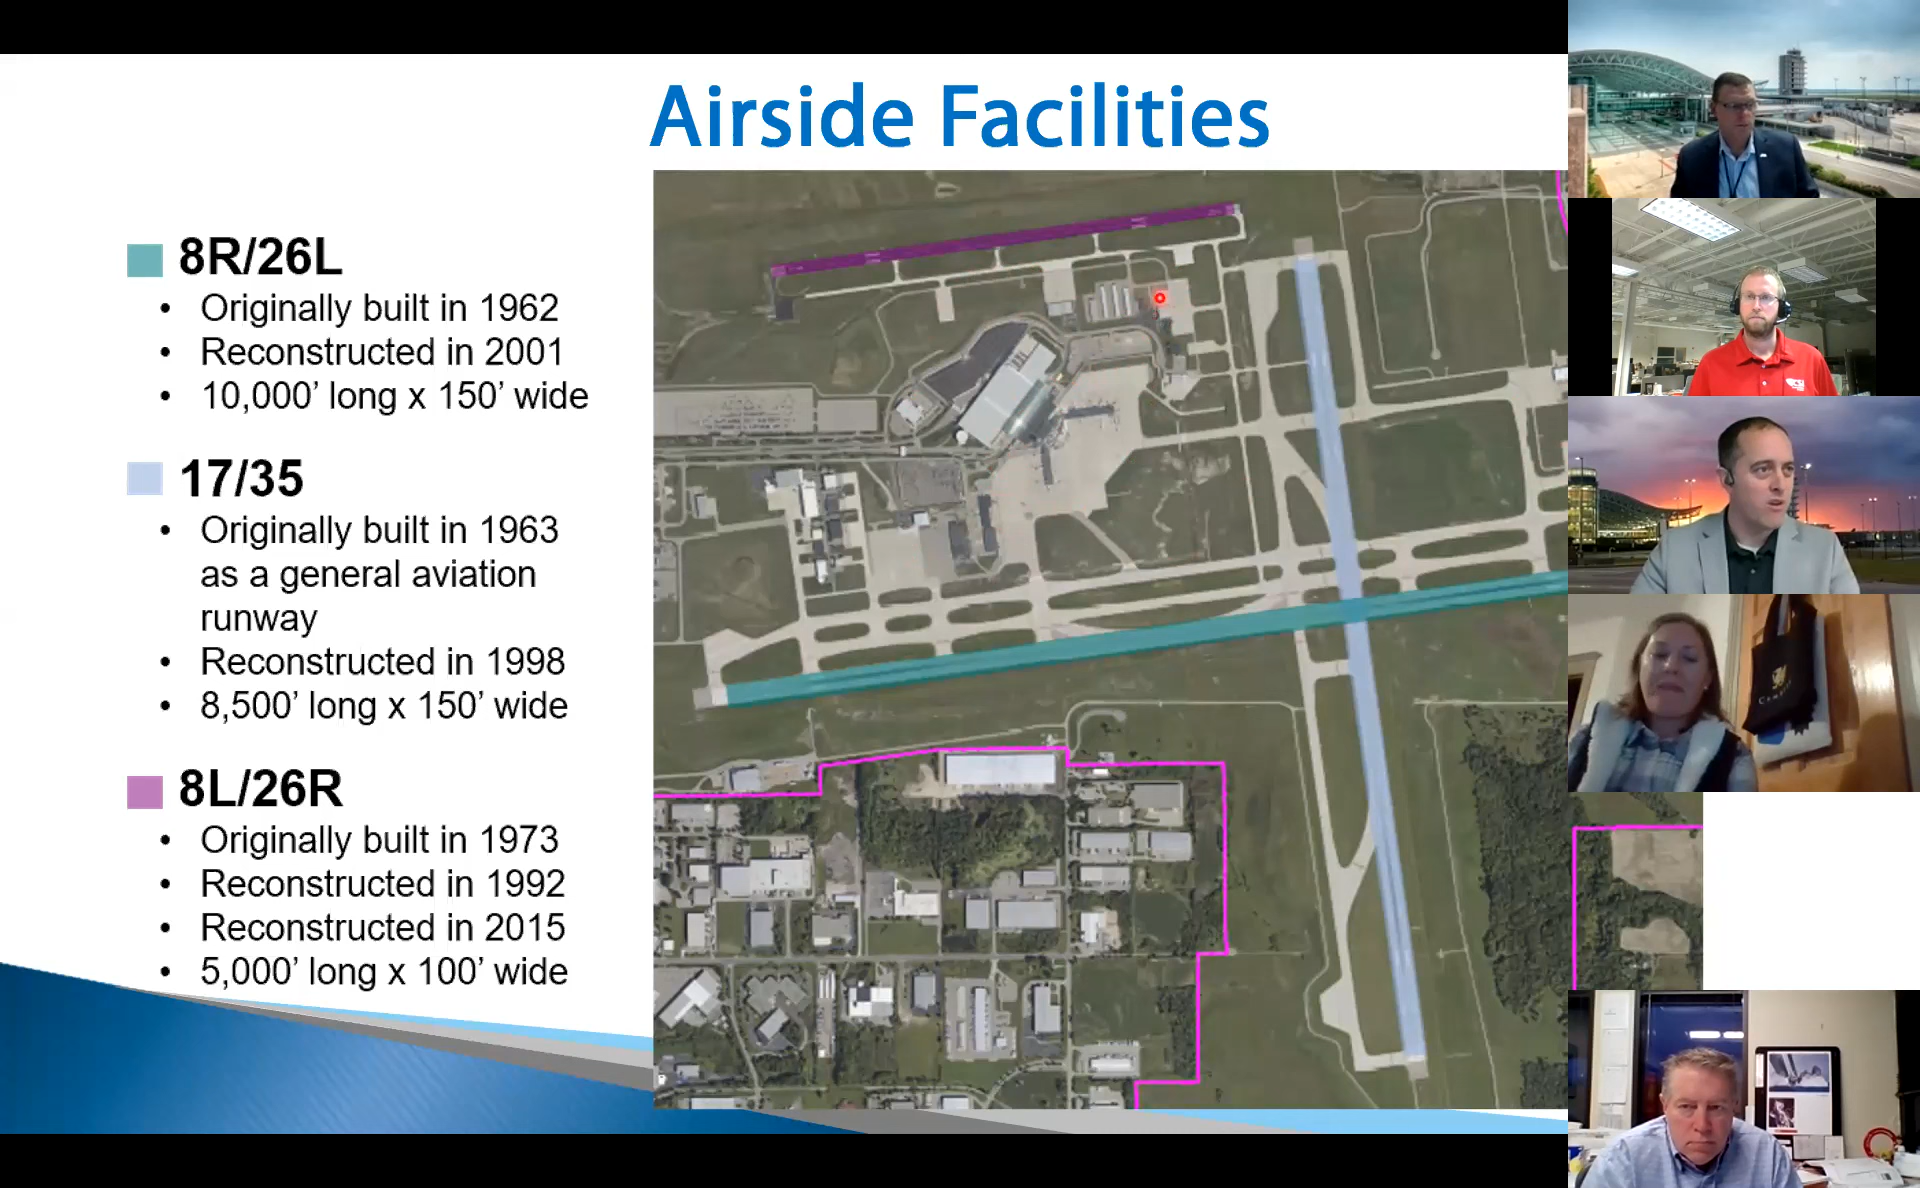 Airside Facilities
8R/26L
• Originally built in 1962
• Reconstructed in 2001
• 10,000’ long x 150’ wide
17/35
• Originally built in 1963
as a general aviation
runway
• Reconstructed in 1998
• 8,500’ long x 150’ wide
8L/26R
• Originally built in 1973
• Reconstructed in 1992
• Reconstructed in 2015
• 5,000’ long x 100’ wide